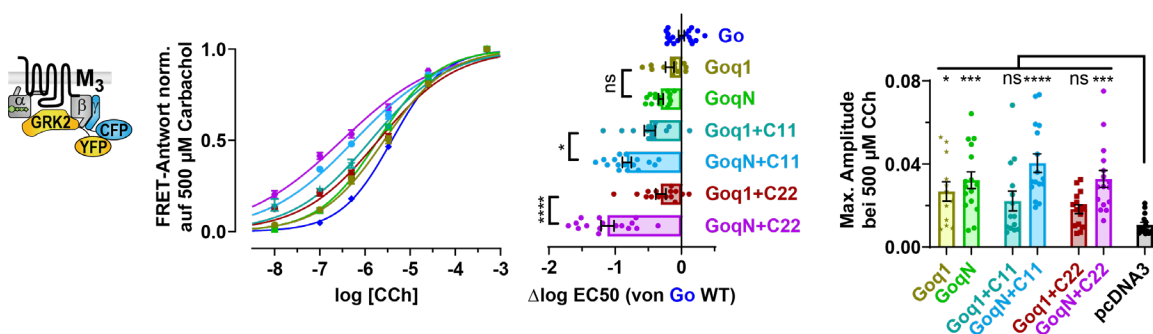 M3
α
β
γ
GRK2
CFP
YFP
FRET-Antwort norm.
auf 500 µM Carbachol
1.0
0.5
0.0
-8 -7 -6 -5 -4 -3
log [CCh]
Go
Goq1
GoqN
Goq1+C11
GoqN+C11
Goq1+C22
GoqN+C22
ns
*
****
-2 -1 0
Δlog EC50 (von Go WT)
Max. Amplitude
bei 500 µM CCh
0.08
0.04
0.00
* *** ns **** ns ***
Goq1
GoqN
Goq1+C11
GoqN+C11
Goq1+C22
GoqN+C22
pcDNA3